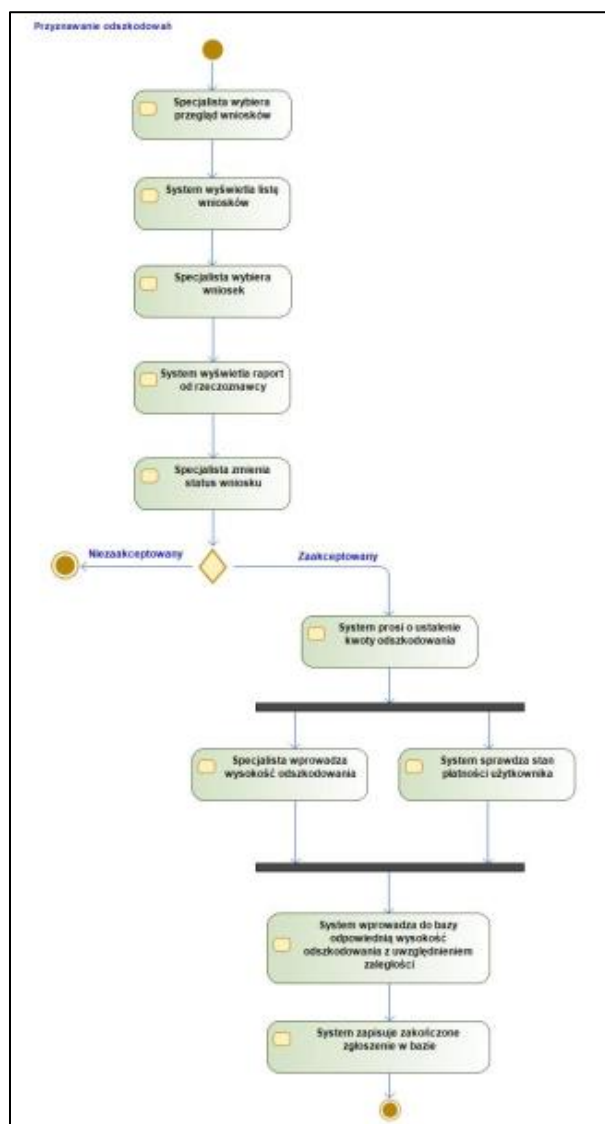 Przyznawanie odszkodowań
Specjalista wybiera
przegląd wniosków
System wyświetla listę
wniosków
Specjalista wybiera
wniosek
System wyświetla raport
od rzeczoznawcy
Specjalista zmienia
status wniosku
Niezaakceptowany
Zaakceptowany
System prosi o ustalenie
kwoty odszkodowania
Specjalista wprowadza
wysokość odszkodowania
System sprawdza stan
płatności użytkownika
System wprowadza do bazy
odpowiednią wysokość
odszkodowania z uwzględnieniem
zaległości
System zapisuje zakończone
zgłoszenie w bazie